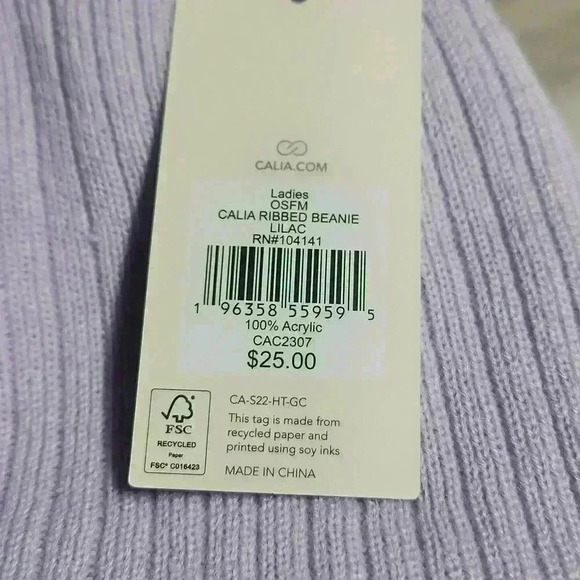 CALIA.COM
Ladies
OSFM
CALIA RIBBED BEANIE
LILAC
RN#104141
1 96358 55959 5
100% Acrylic
CAC2307
$25.00
CA-S22-HT-GC
This tag is made from
recycled paper and
printed using soy inks
MADE IN CHINA
FSC
RECYCLED
Paper
FSC® C016423